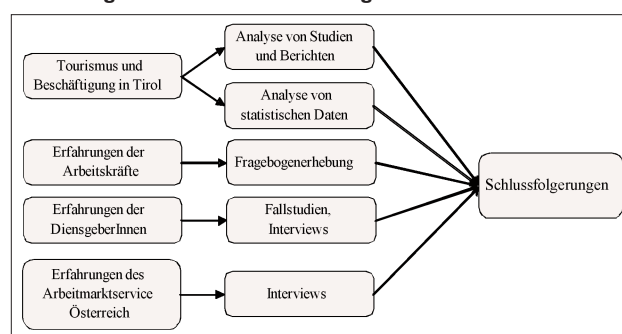 Tourismus und
Beschäftigung in Tirol
Analyse von Studien
und Berichten
Analyse von
statistischen Daten
Erfahrungen der
Arbeitskräfte
Fragebogenerhebung
Erfahrungen der
DiensgeberInnen
Fallstudien,
Interviews
Erfahrungen des
Arbeitmarktservice
Österreich
Interviews
Schlussfolgerungen